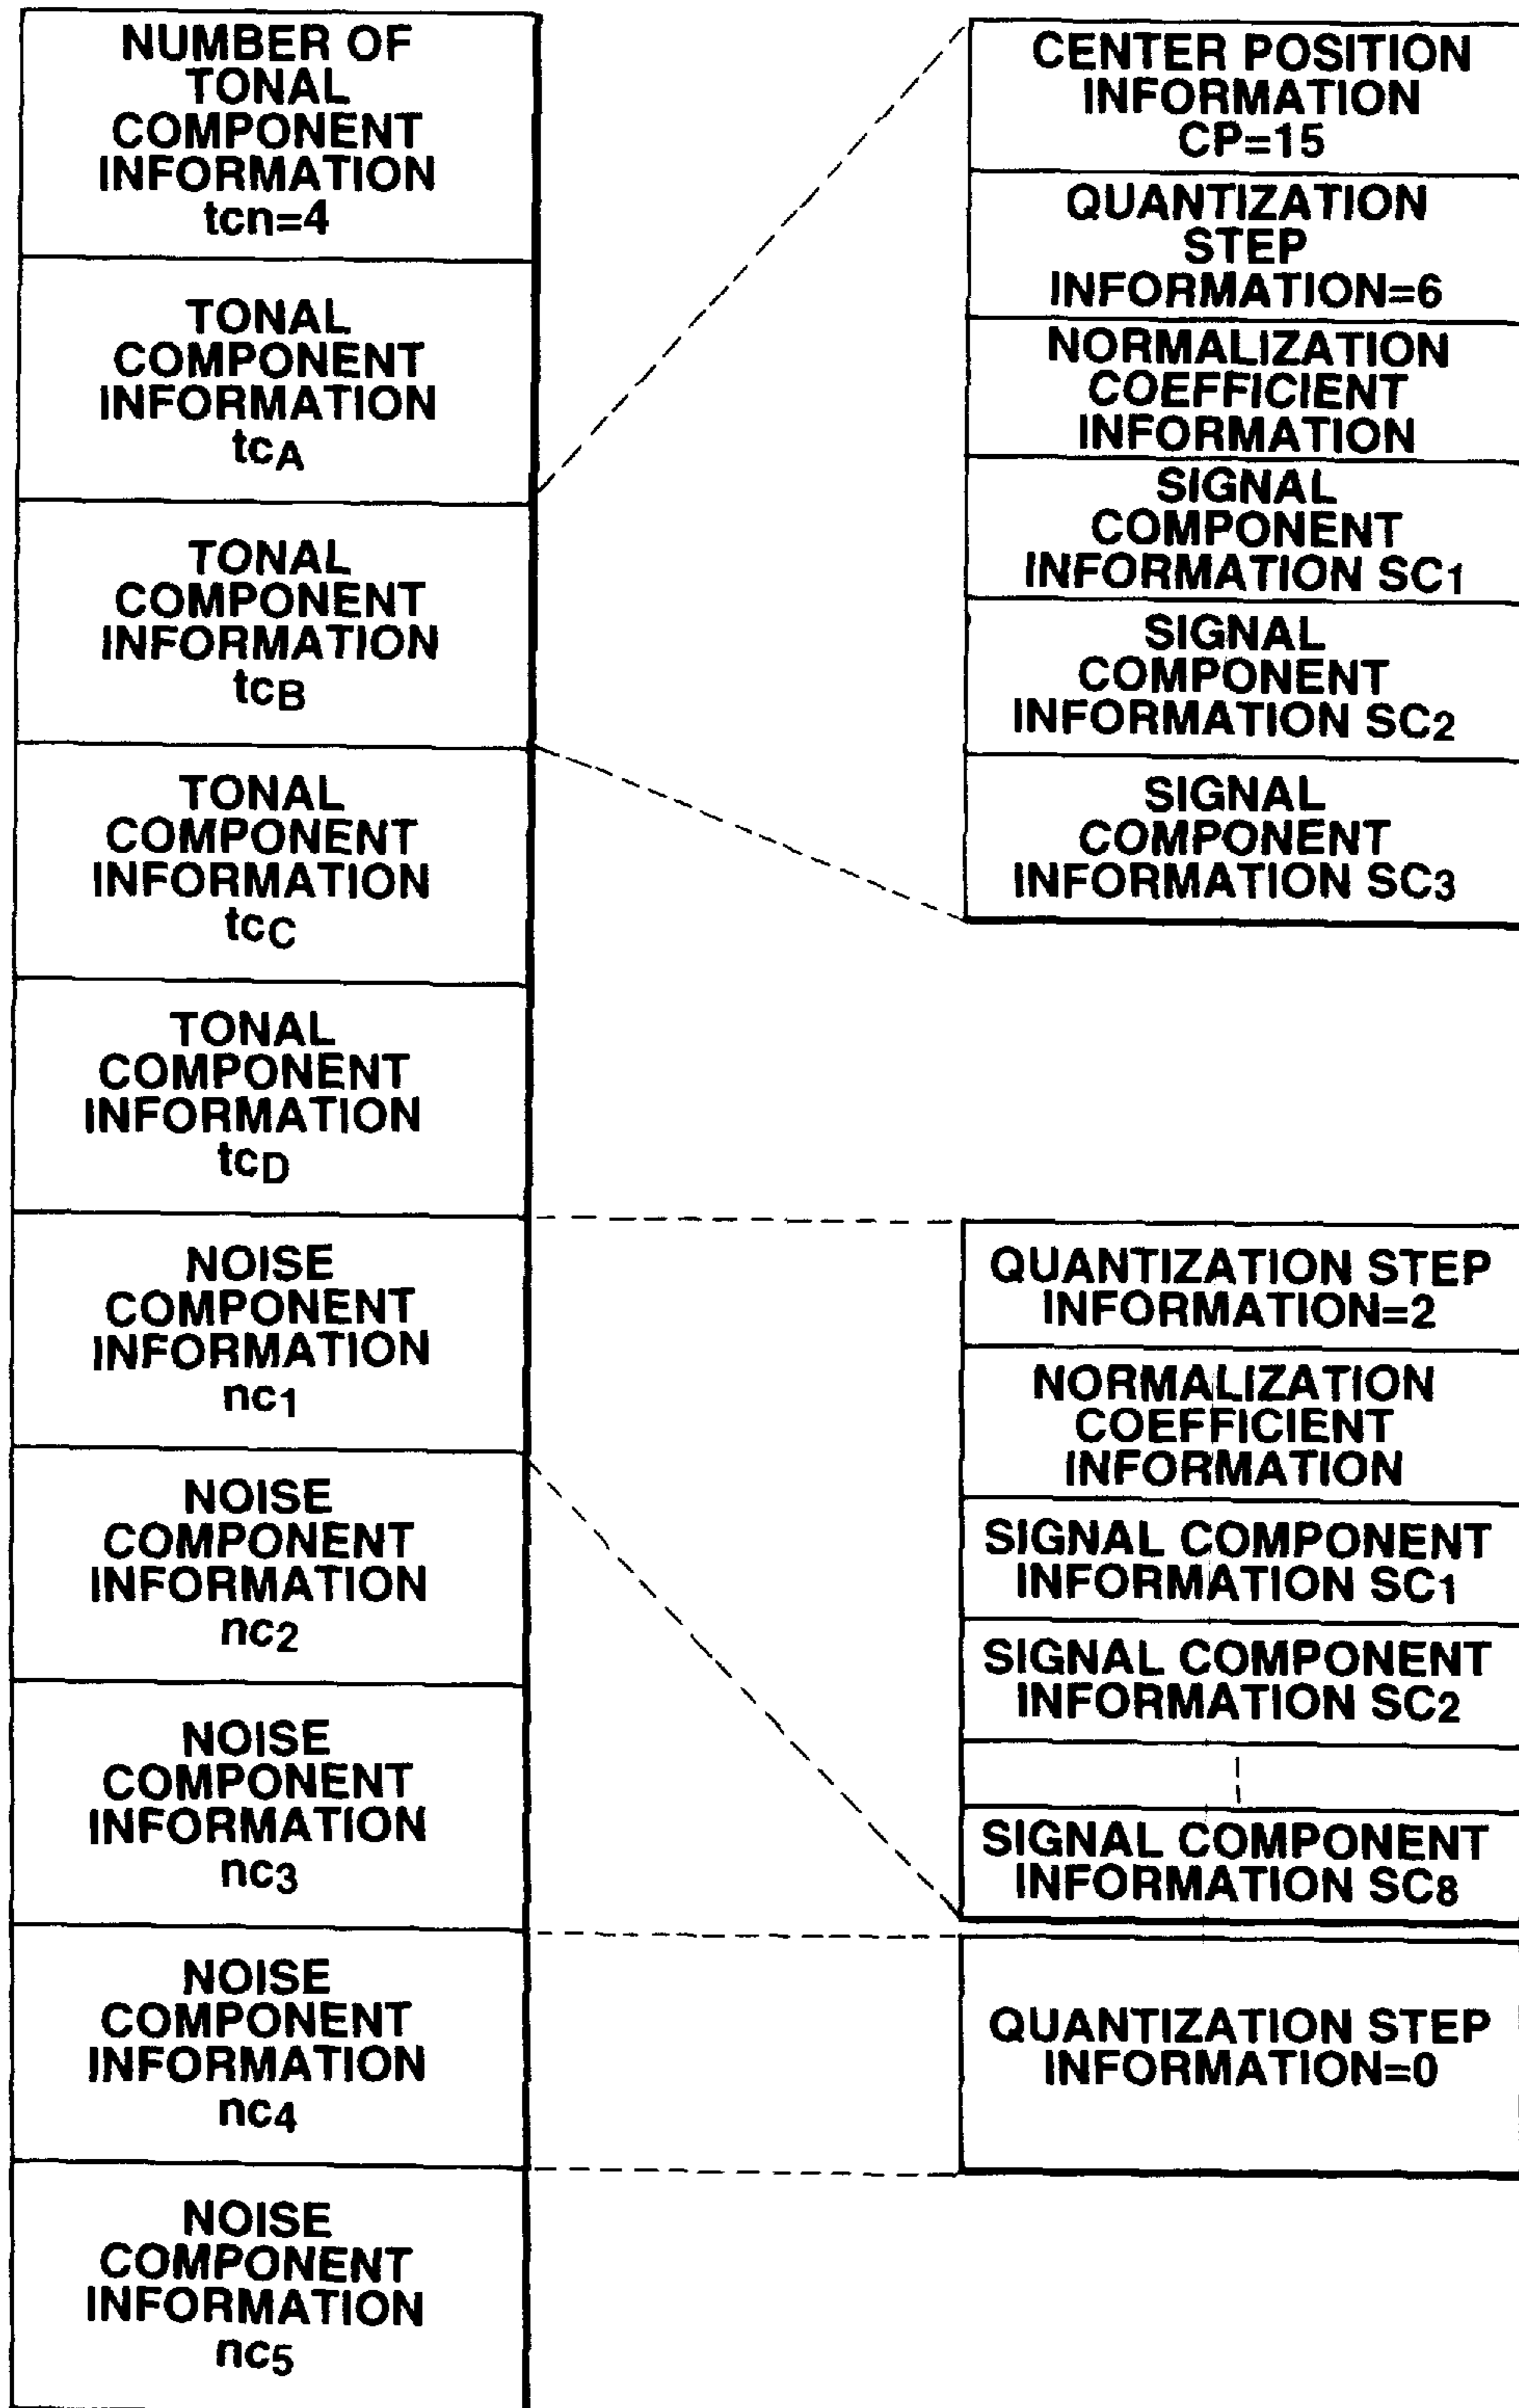 NUMBER OF
TONAL
COMPONENT
INFORMATION
tcn=4
TONAL
COMPONENT
INFORMATION
tcA
TONAL
COMPONENT
INFORMATION
tcB
TONAL
COMPONENT
INFORMATION
tcC
TONAL
COMPONENT
INFORMATION
tcD
NOISE
COMPONENT
INFORMATION
nc1
NOISE
COMPONENT
INFORMATION
nc2
NOISE
COMPONENT
INFORMATION
nc3
NOISE
COMPONENT
INFORMATION
nc4
NOISE
COMPONENT
INFORMATION
nc5
CENTER POSITION
INFORMATION
CP=15
QUANTIZATION
STEP
INFORMATION=6
NORMALIZATION
COEFFICIENT
INFORMATION
SIGNAL
COMPONENT
INFORMATION SC1
SIGNAL
COMPONENT
INFORMATION SC2
SIGNAL
COMPONENT
INFORMATION SC3
QUANTIZATION STEP
INFORMATION=2
NORMALIZATION
COEFFICIENT
INFORMATION
SIGNAL COMPONENT
INFORMATION SC1
SIGNAL COMPONENT
INFORMATION SC2
SIGNAL COMPONENT
INFORMATION SC8
QUANTIZATION STEP
INFORMATION=0